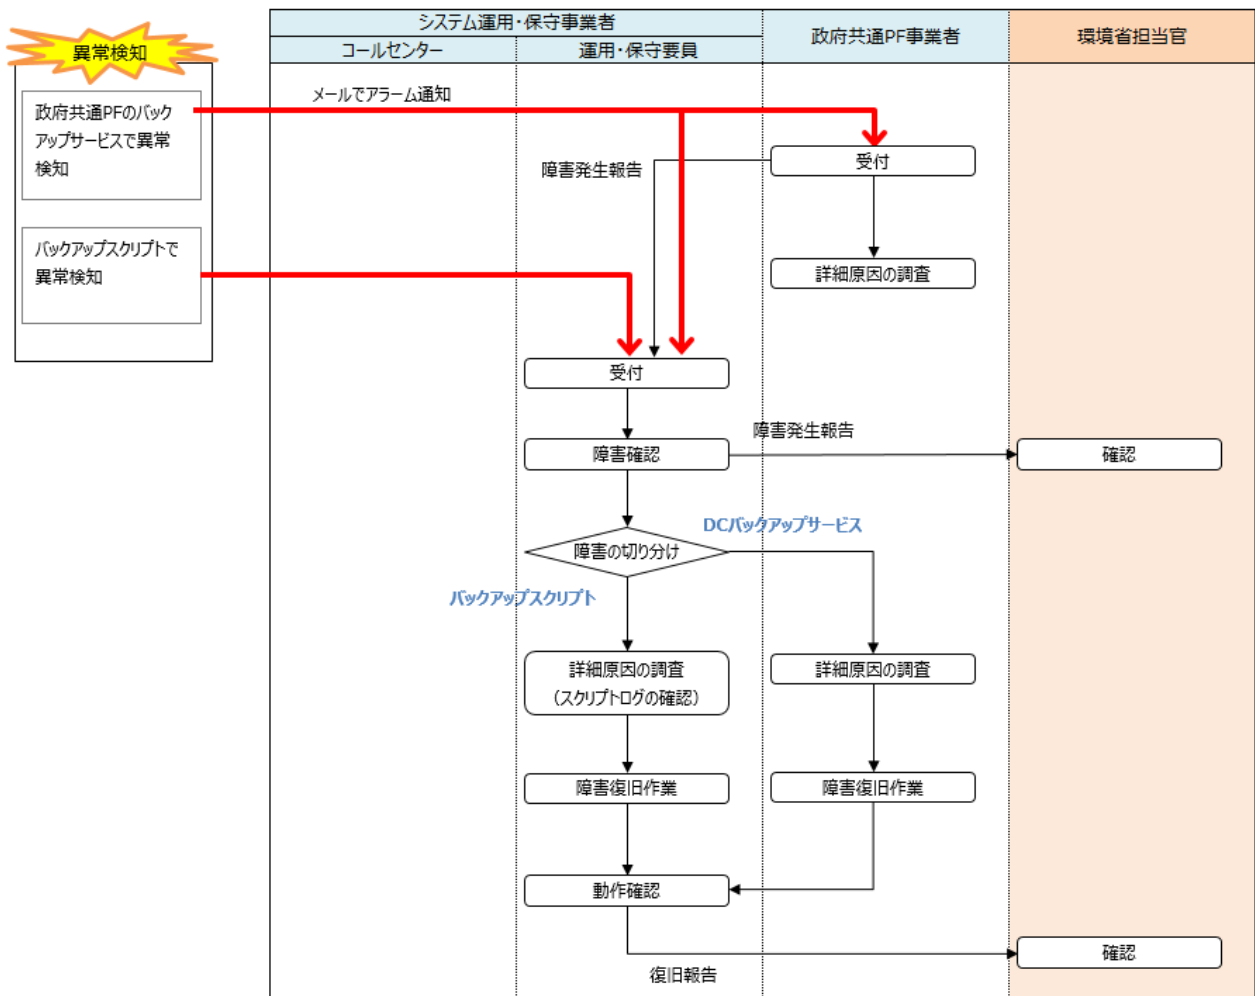 システム運用・保守事業者
政府共通PF事業者
環境省担当官
コールセンター
運用・保守要員
異常検知
政府共通PFのバック
アップサービスで異常
検知
バックアップスクリプトで
異常検知
メールでアラーム通知
受付
障害発生報告
詳細原因の調査
受付
障害発生報告
障害確認
確認
DCバックアップサービス
障害の切り分け
バックアップスクリプト
詳細原因の調査
（スクリプトログの確認）
詳細原因の調査
障害復旧作業
障害復旧作業
動作確認
確認
復旧報告